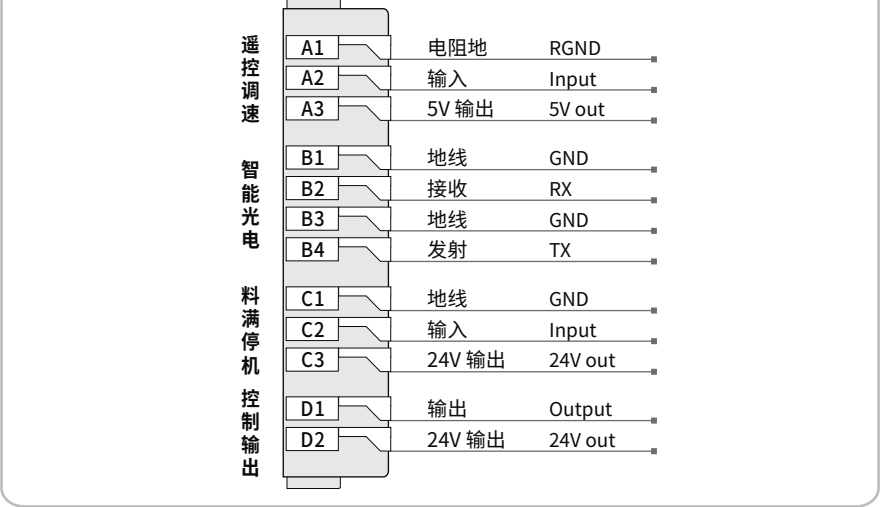 遥控调速
A1 电阻地 RGND
A2 输入 Input
A3 5V 输出 5V out
智能光电
B1 地线 GND
B2 接收 RX
B3 地线 GND
B4 发射 TX
料满停机
C1 地线 GND
C2 输入 Input
C3 24V 输出 24V out
控制输出
D1 输出 Output
D2 24V 输出 24V out